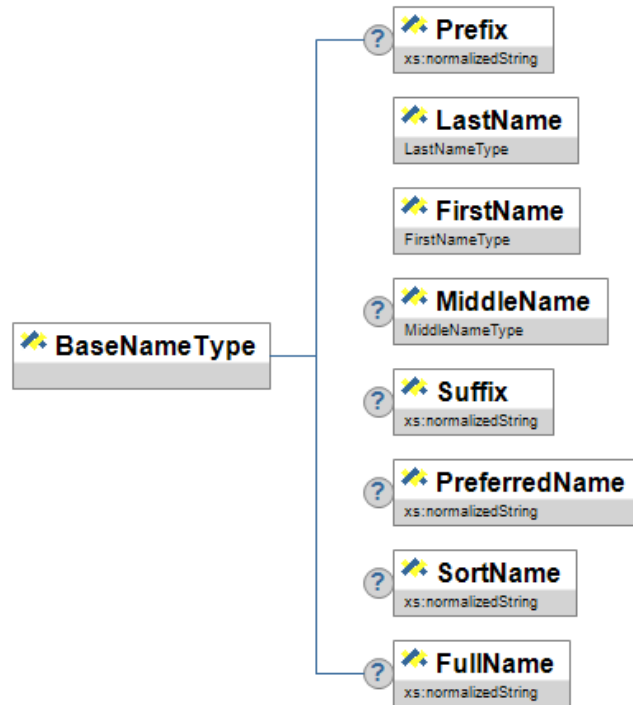 ?
Prefix
xs:normalizedString
LastName
LastNameType
FirstName
FirstNameType
?
MiddleName
MiddleNameType
BaseNameType
?
Suffix
xs:normalizedString
?
PreferredName
xs:normalizedString
?
SortName
xs:normalizedString
?
FullName
xs:normalizedString